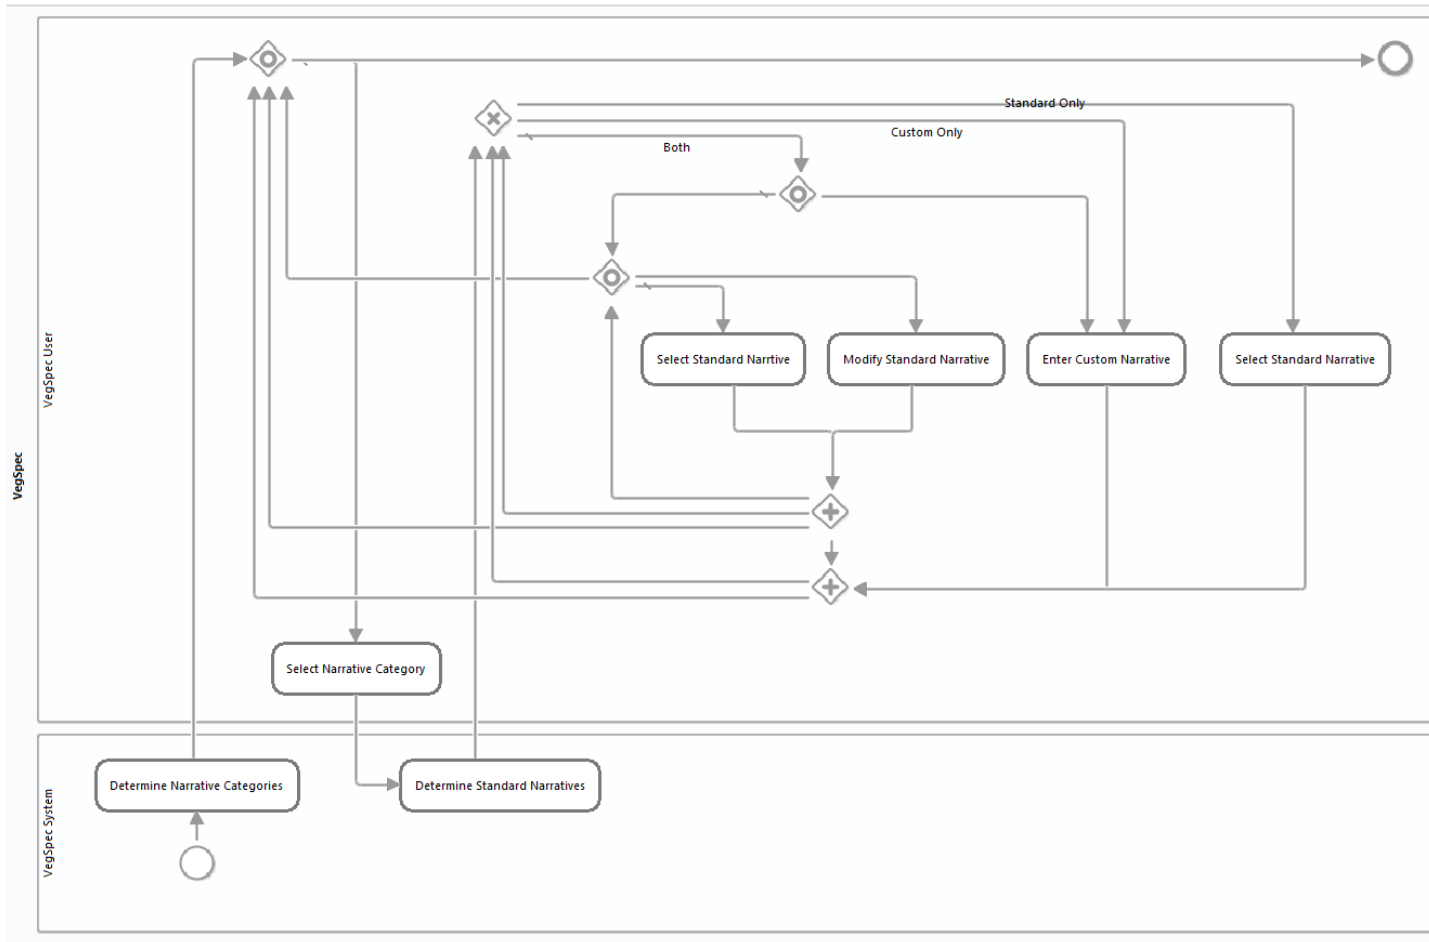 Standard Only
Custom Only
Both
VegSpec User
Select Standard Narrtive
Modify Standard Narrative
Enter Custom Narrative
Select Standard Narrative
VegSpec
Select Narrative Category
Determine Narrative Categories
Determine Standard Narratives
VegSpec System